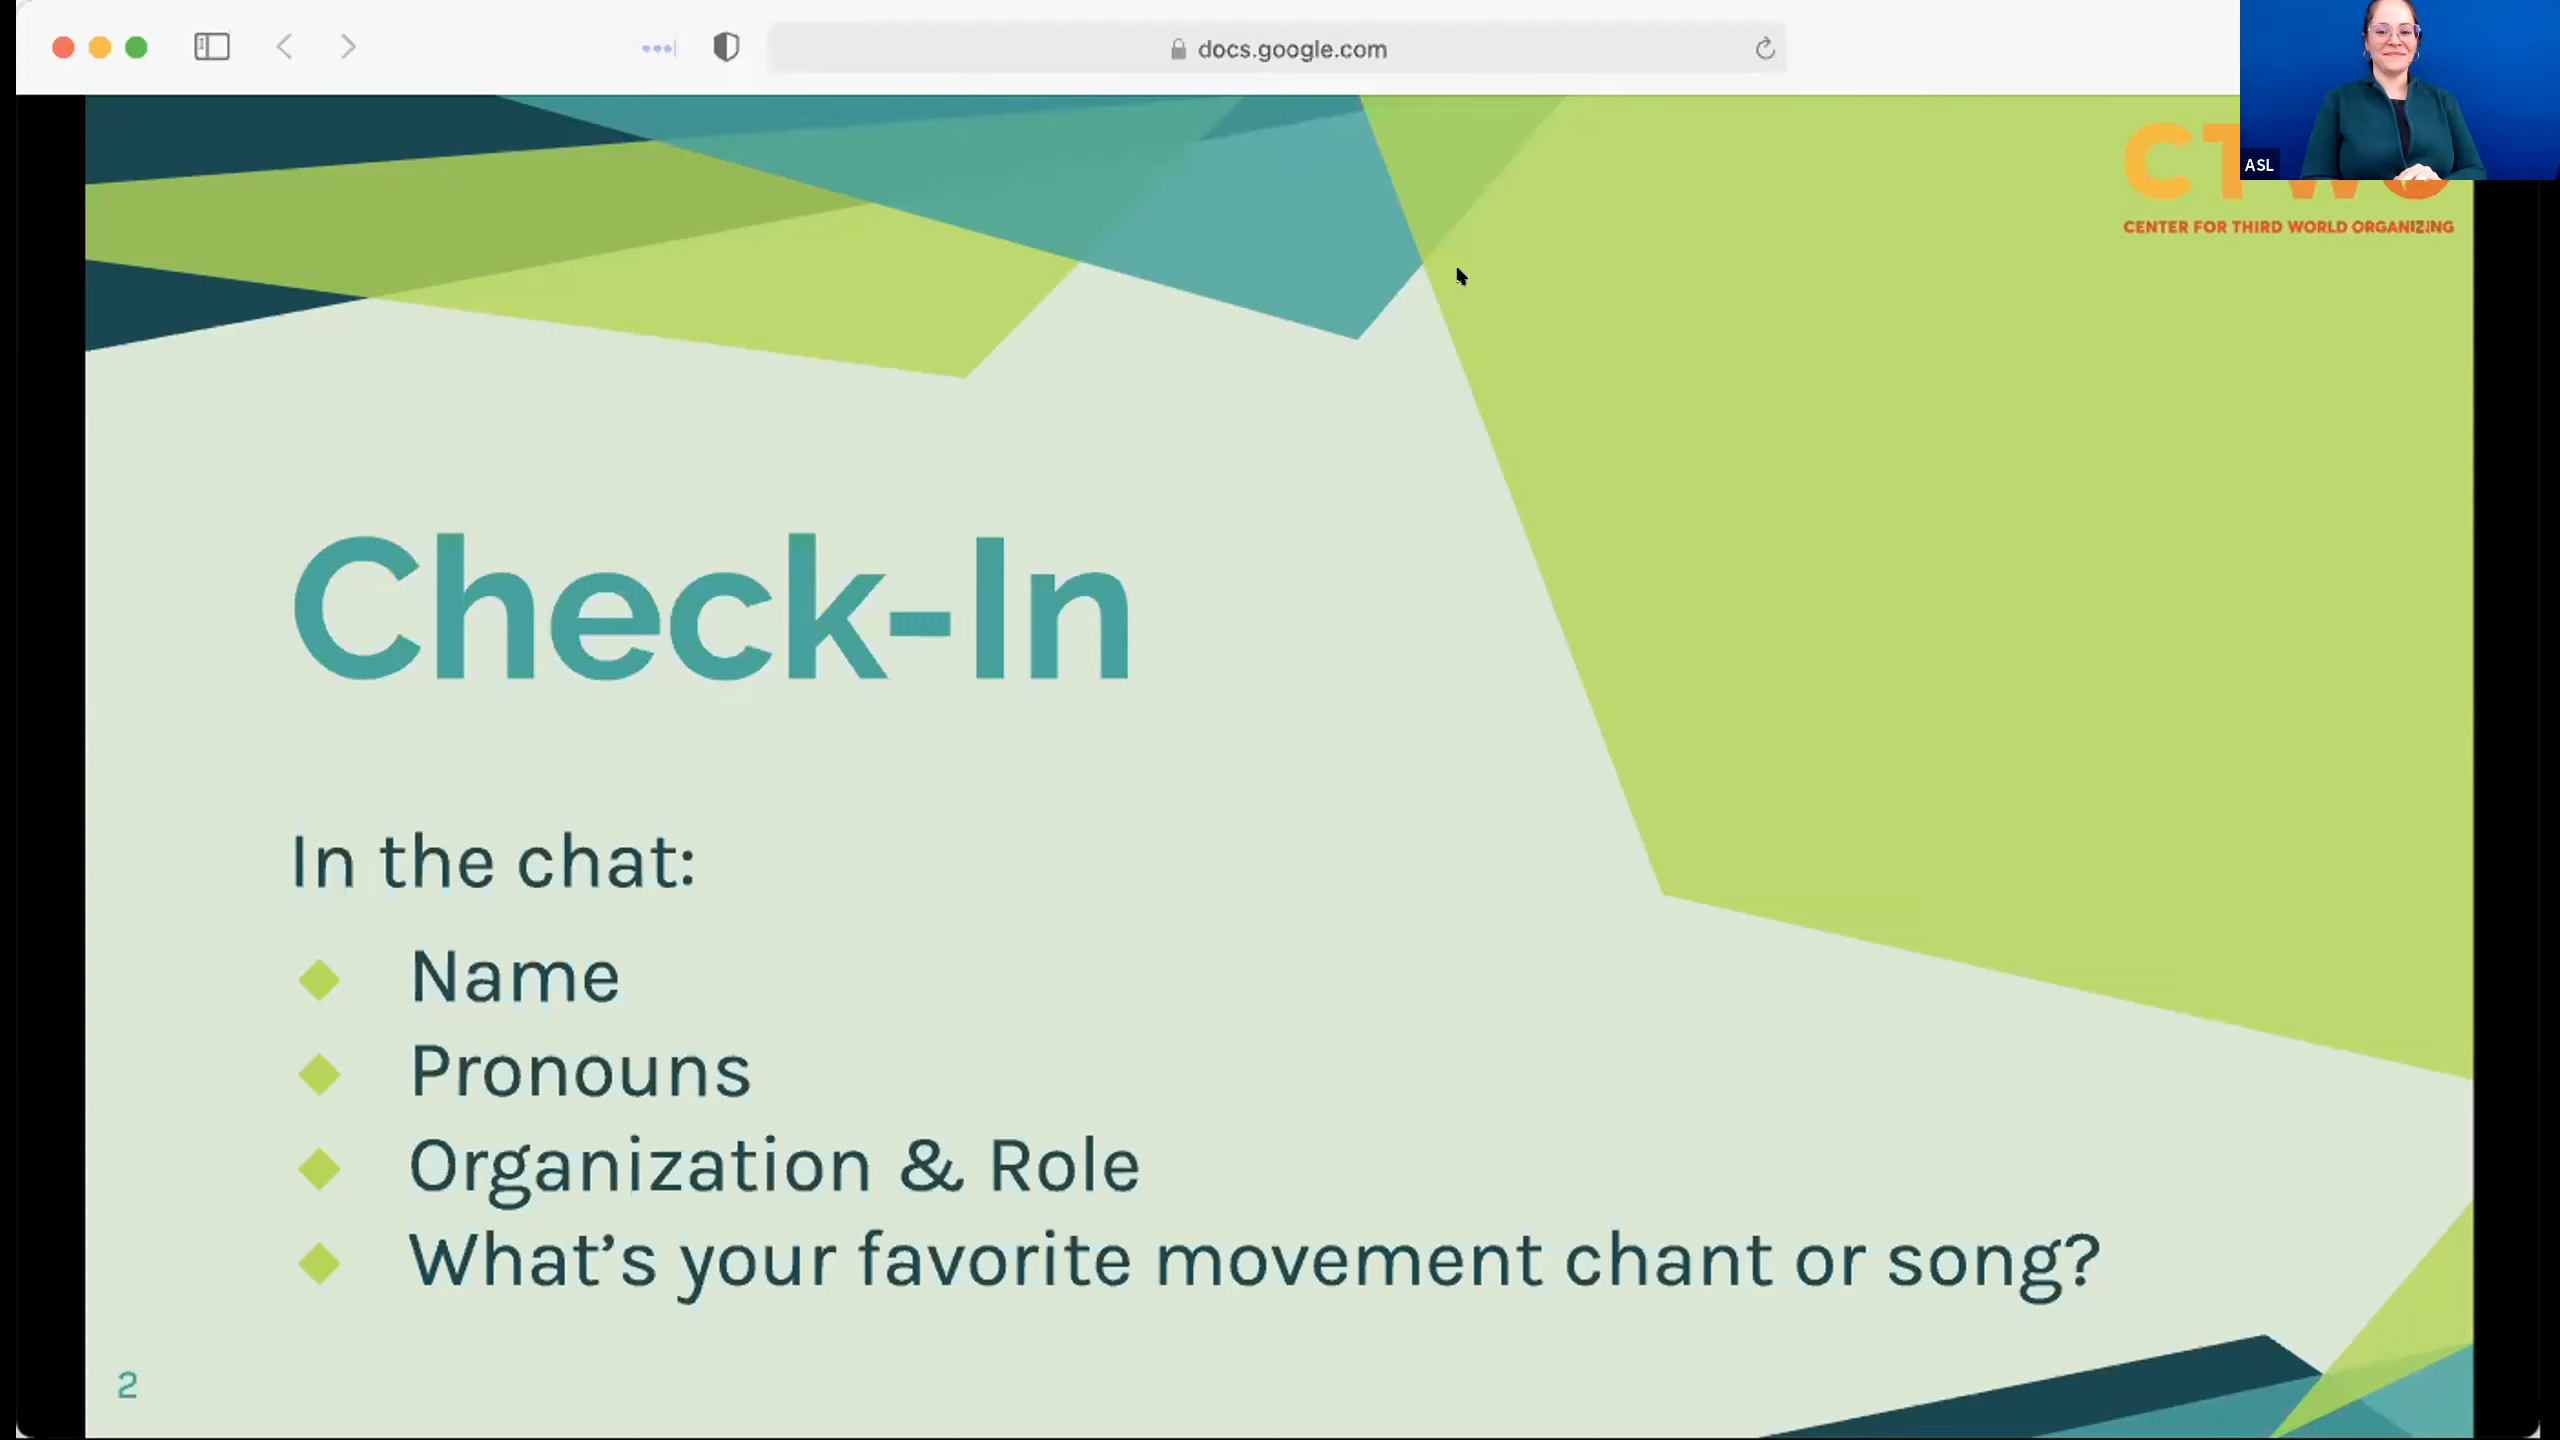 docs.google.com
ASL
CENTER FOR THIRD WORLD ORGANIZING
Check-In
In the chat:
Name
Pronouns
Organization & Role
What’s your favorite movement chant or song?
2